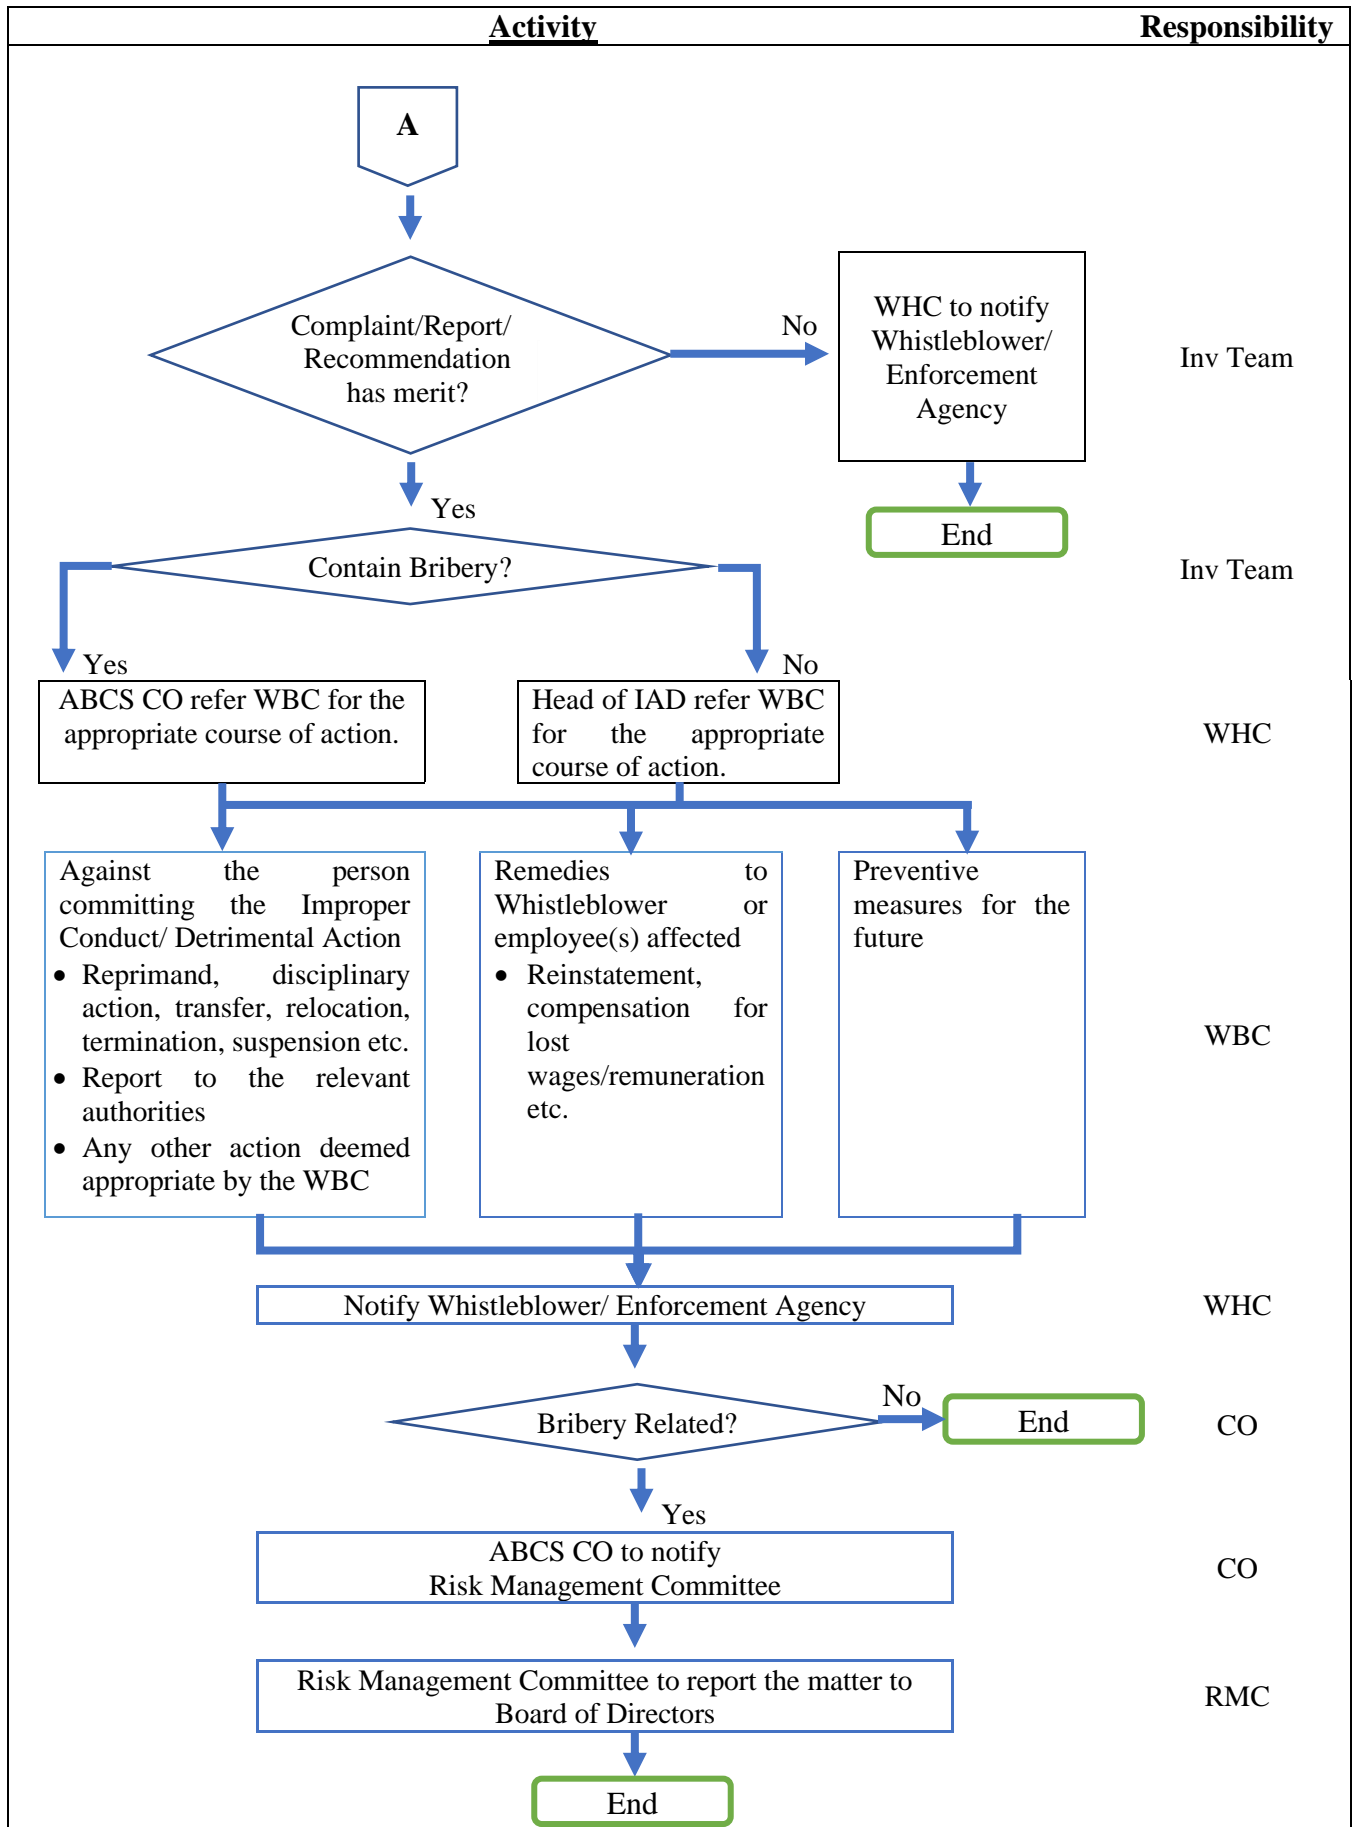 Activity
Responsibility
A
Complaint/Report/
Recommendation
has merit?
No
WHC to notify
Whistleblower/
Enforcement
Agency
Inv Team
End
Yes
Contain Bribery?
Inv Team
Yes
No
ABCS CO refer WBC for the
appropriate course of action.
Head of IAD refer WBC
for the appropriate
course of action.
WHC
Against the person
committing the Improper
Conduct/ Detrimental Action
• Reprimand, disciplinary
action, transfer, relocation,
termination, suspension etc.
• Report to the relevant
authorities
• Any other action deemed
appropriate by the WBC
Remedies to
Whistleblower or
employee(s) affected
• Reinstatement,
compensation for
lost
wages/remuneration
etc.
Preventive
measures for the
future
WBC
Notify Whistleblower/ Enforcement Agency
WHC
Bribery Related?
No
End
CO
Yes
ABCS CO to notify
Risk Management Committee
CO
Risk Management Committee to report the matter to
Board of Directors
RMC
End